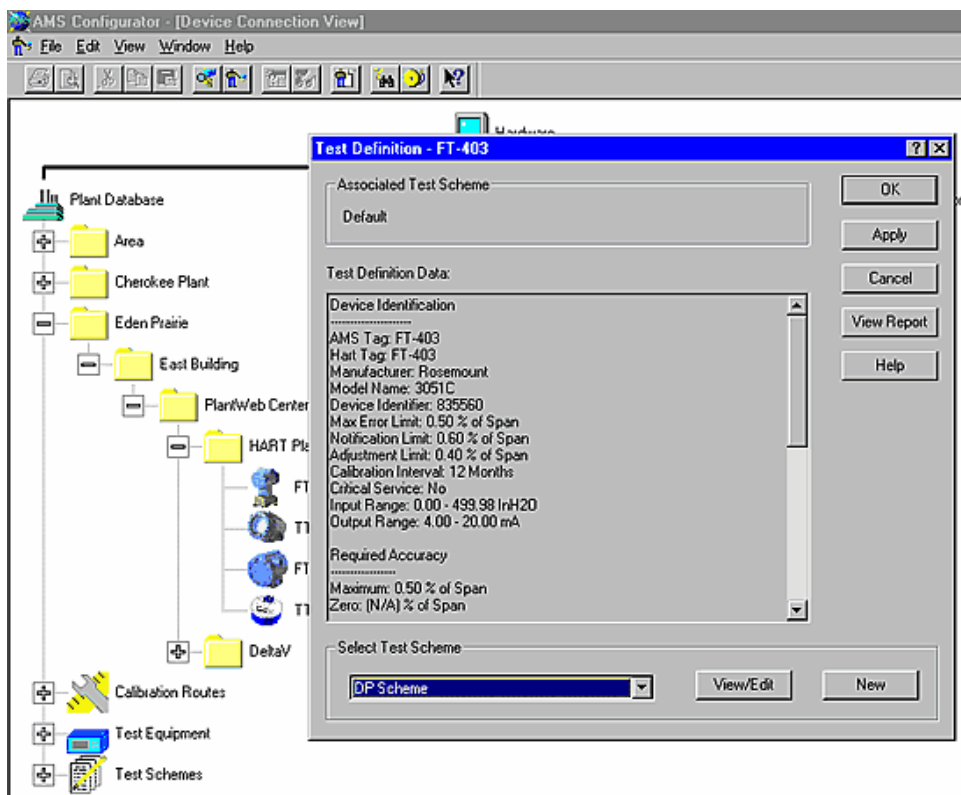 AMS Configurator - [Device Connection View]
File Edit View Window Help
Hardware
Plant Database
Area
Cherokee Plant
Eden Prairie
East Building
PlantWeb Center
HART Pla
FT
TT
FT
TT
DeltaV
Calibration Routes
Test Equipment
Test Schemes
Test Definition - FT-403
Associated Test Scheme
Default
Test Definition Data:
Device Identification
----------------------
AMS Tag: FT-403
Hart Tag: FT-403
Manufacturer: Rosemount
Model Name: 3051C
Device Identifier: 835560
Max Error Limit: 0.50 % of Span
Notification Limit: 0.60 % of Span
Adjustment Limit: 0.40 % of Span
Calibration Interval: 12 Months
Critical Service: No
Input Range: 0.00 - 499.98 InH2O
Output Range: 4.00 - 20.00 mA
Required Accuracy
------------------
Maximum: 0.50 % of Span
Zero: (N/A) % of Span
Select Test Scheme
DP Scheme
View/Edit
New
OK
Apply
Cancel
View Report
Help